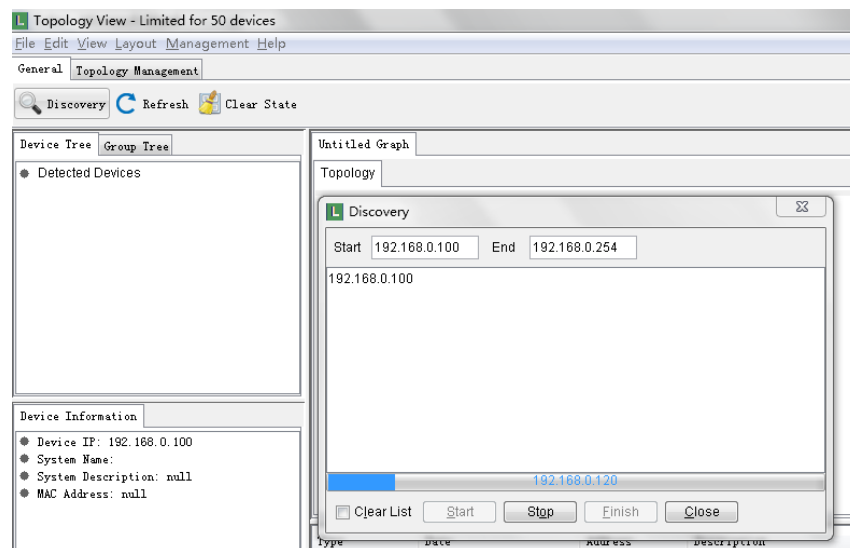 Topology View - Limited for 50 devices
File Edit View Layout Management Help
General Topology Management
Discovery Refresh Clear State
Device Tree Group Tree
Detected Devices
Untitled Graph
Topology
Discovery
Start 192.168.0.100 End 192.168.0.254
192.168.0.100
192.168.0.120
Clear List Start Stop Finish Close
Device Information
Device IP: 192.168.0.100
System Name:
System Description: null
MAC Address: null
Type Date Address Description